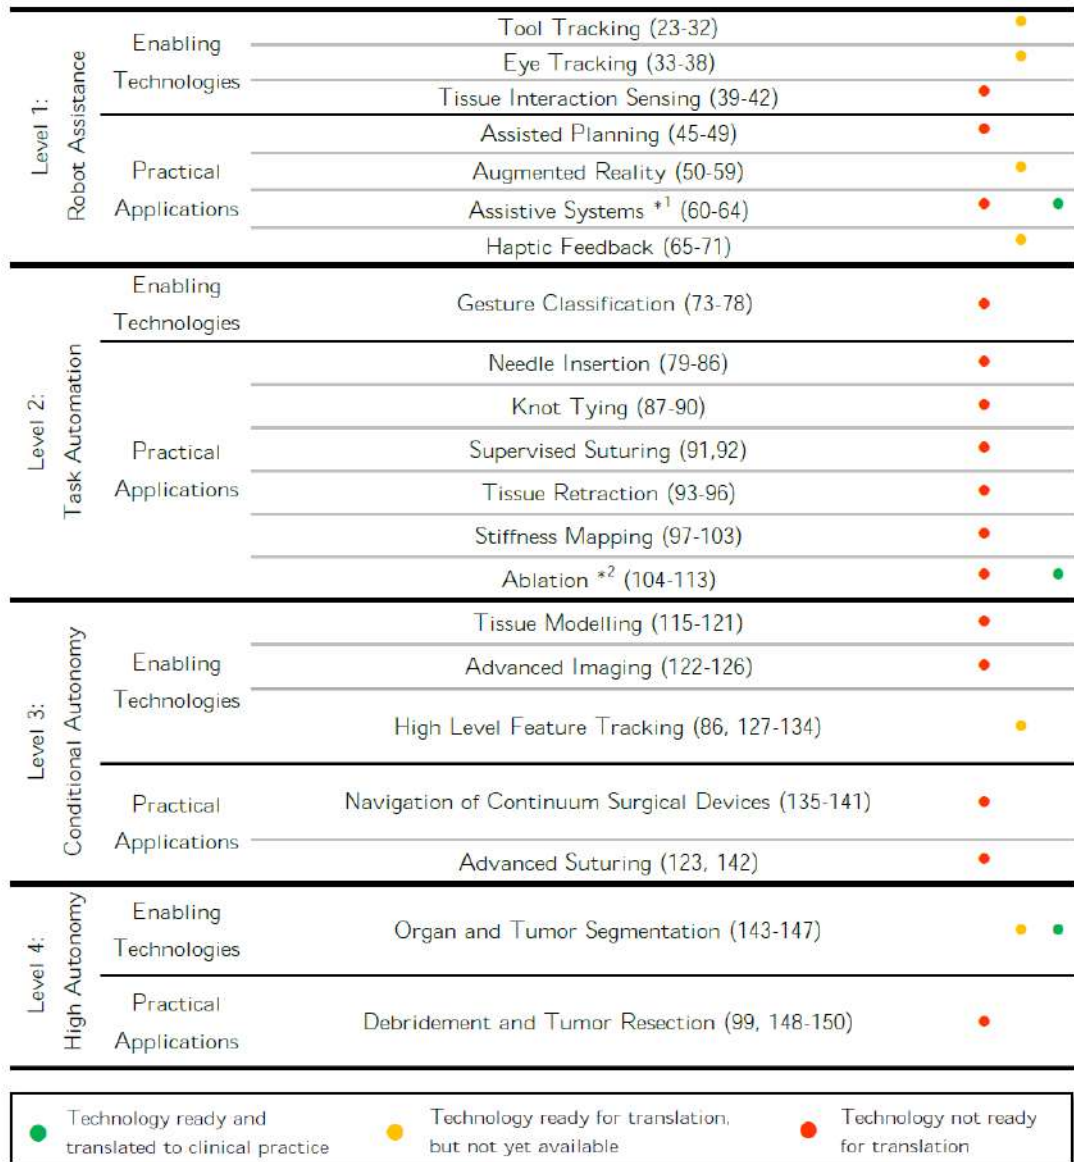 Level 1:
Robot Assistance
Enabling
Technologies
Tool Tracking (23-32)
Eye Tracking (33-38)
Tissue Interaction Sensing (39-42)
Practical
Applications
Assisted Planning (45-49)
Augmented Reality (50-59)
Assistive Systems *1 (60-64)
Haptic Feedback (65-71)
Level 2:
Task Automation
Enabling
Technologies
Gesture Classification (73-78)
Practical
Applications
Needle Insertion (79-86)
Knot Tying (87-90)
Supervised Suturing (91,92)
Tissue Retraction (93-96)
Stiffness Mapping (97-103)
Ablation *2 (104-113)
Level 3:
Conditional Autonomy
Enabling
Technologies
Tissue Modelling (115-121)
Advanced Imaging (122-126)
High Level Feature Tracking (86, 127-134)
Practical
Applications
Navigation of Continuum Surgical Devices (135-141)
Advanced Suturing (123, 142)
Level 4:
High Autonomy
Enabling
Technologies
Organ and Tumor Segmentation (143-147)
Practical
Applications
Debridement and Tumor Resection (99, 148-150)
Technology ready and
translated to clinical practice
Technology ready for translation,
but not yet available
Technology not ready
for translation